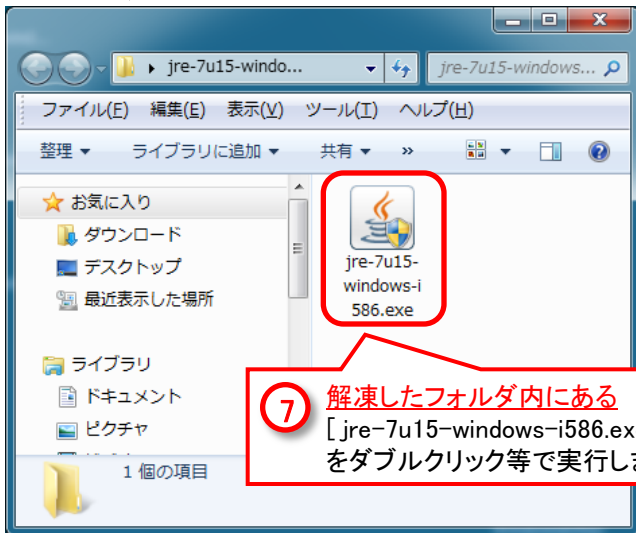 jre-7u15-windo...
jre-7u15-windows...
ファイル(F) 編集(E) 表示(V) ツール(T) ヘルプ(H)
整理 ライブラリに追加 共有 »
お気に入り
ダウンロード
デスクトップ
最近表示した場所
ライブラリ
ドキュメント
ピクチャ
jre-7u15-
windows-i
586.exe
1 個の項目
7
解凍したフォルダ内にある
[jre-7u15-windows-i586.ex
をダブルクリック等で実行し